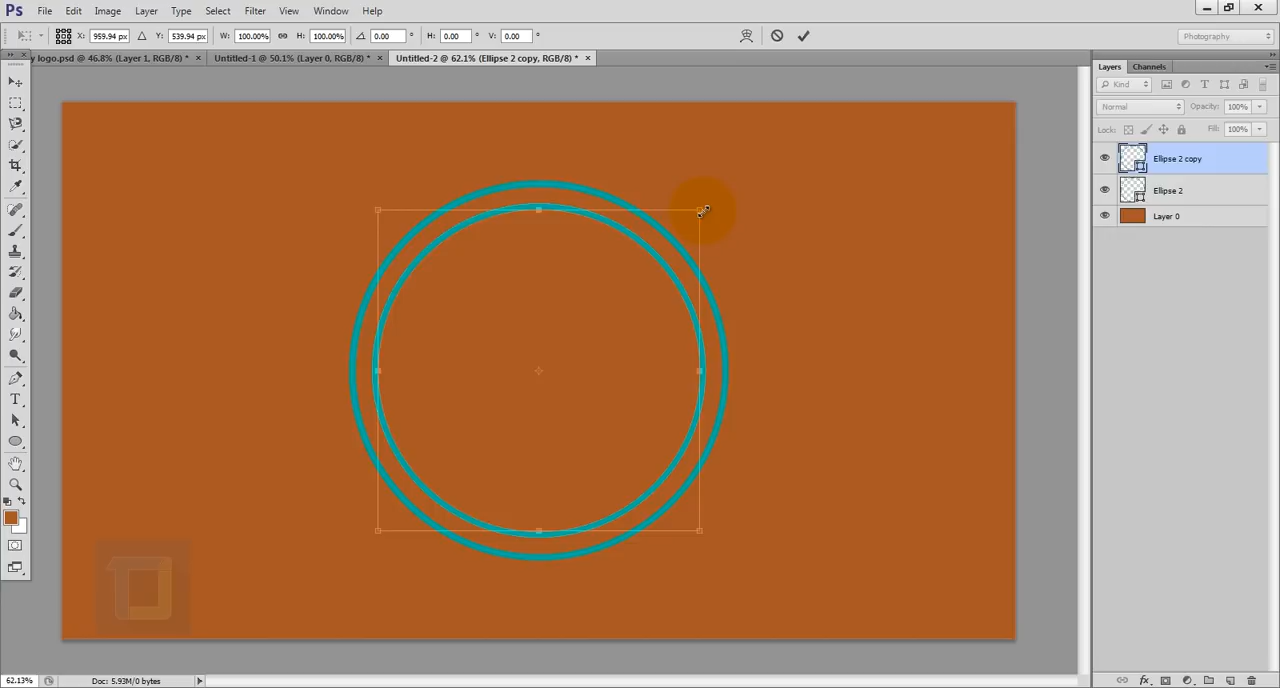 Ps File Edit Image Layer Type Select Filter View Window Help
X: 959.94 px Y: 539.94 px W: 100.00% H: 100.00% 0.00 ° H: 0.00 ° V: 0.00 ° Photography
y logo.psd @ 46.8% (Layer 1, RGB/8) * × Untitled-1 @ 50.1% (Layer 0, RGB/8) * × Untitled-2 @ 62.1% (Ellipse 2 copy, RGB/8) * ×
Layers Channels
Kind
Normal Opacity: 100%
Lock: Fill: 100%
Ellipse 2 copy
Ellipse 2
Layer 0
62.13% Doc: 5.93M/0 bytes